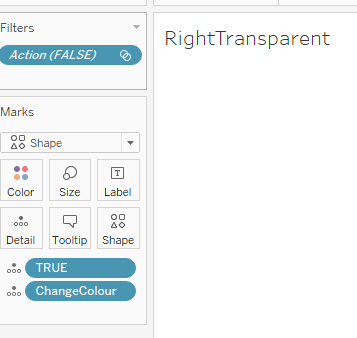 Filters
Action (FALSE)
RightTransparent
Marks
Shape
Color
Size
Label
T
Detail
Tooltip
Shape
TRUE
ChangeColour